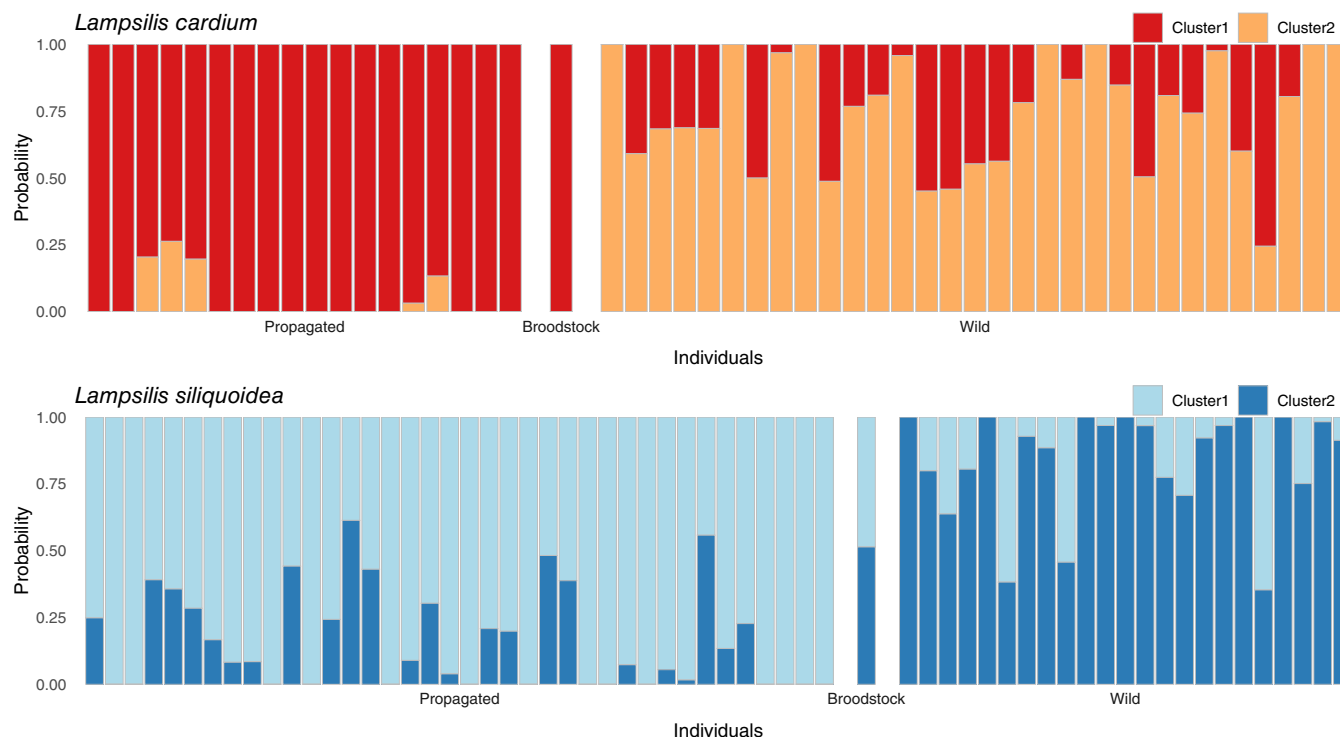 Lampsilis cardium
Cluster1 Cluster2
1.00
0.75
0.50
0.25
0.00
Probability
Propagated Broodstock Wild
Individuals
Lampsilis siliquoidea
Cluster1 Cluster2
1.00
0.75
0.50
0.25
0.00
Probability
Propagated Broodstock Wild
Individuals